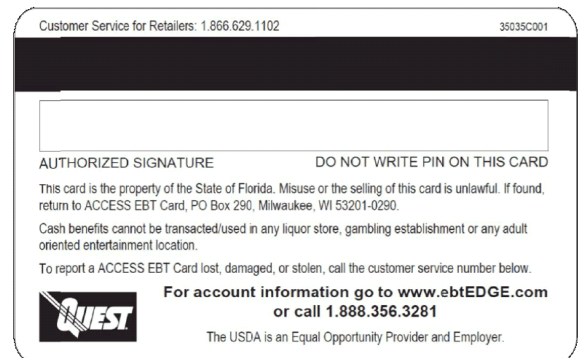 Customer Service for Retailers: 1.866.629.1102 35035C001
AUTHORIZED SIGNATURE DO NOT WRITE PIN ON THIS CARD
This card is the property of the State of Florida. Misuse or the selling of this card is unlawful. If found,
return to ACCESS EBT Card, PO Box 290, Milwaukee, WI 53201-0290.
Cash benefits cannot be transacted/used in any liquor store, gambling establishment or any adult
oriented entertainment location.
To report a ACCESS EBT Card lost, damaged, or stolen, call the customer service number below.
For account information go to www.ebtEDGE.com
or call 1.888.356.3281
QUEST
The USDA is an Equal Opportunity Provider and Employer.